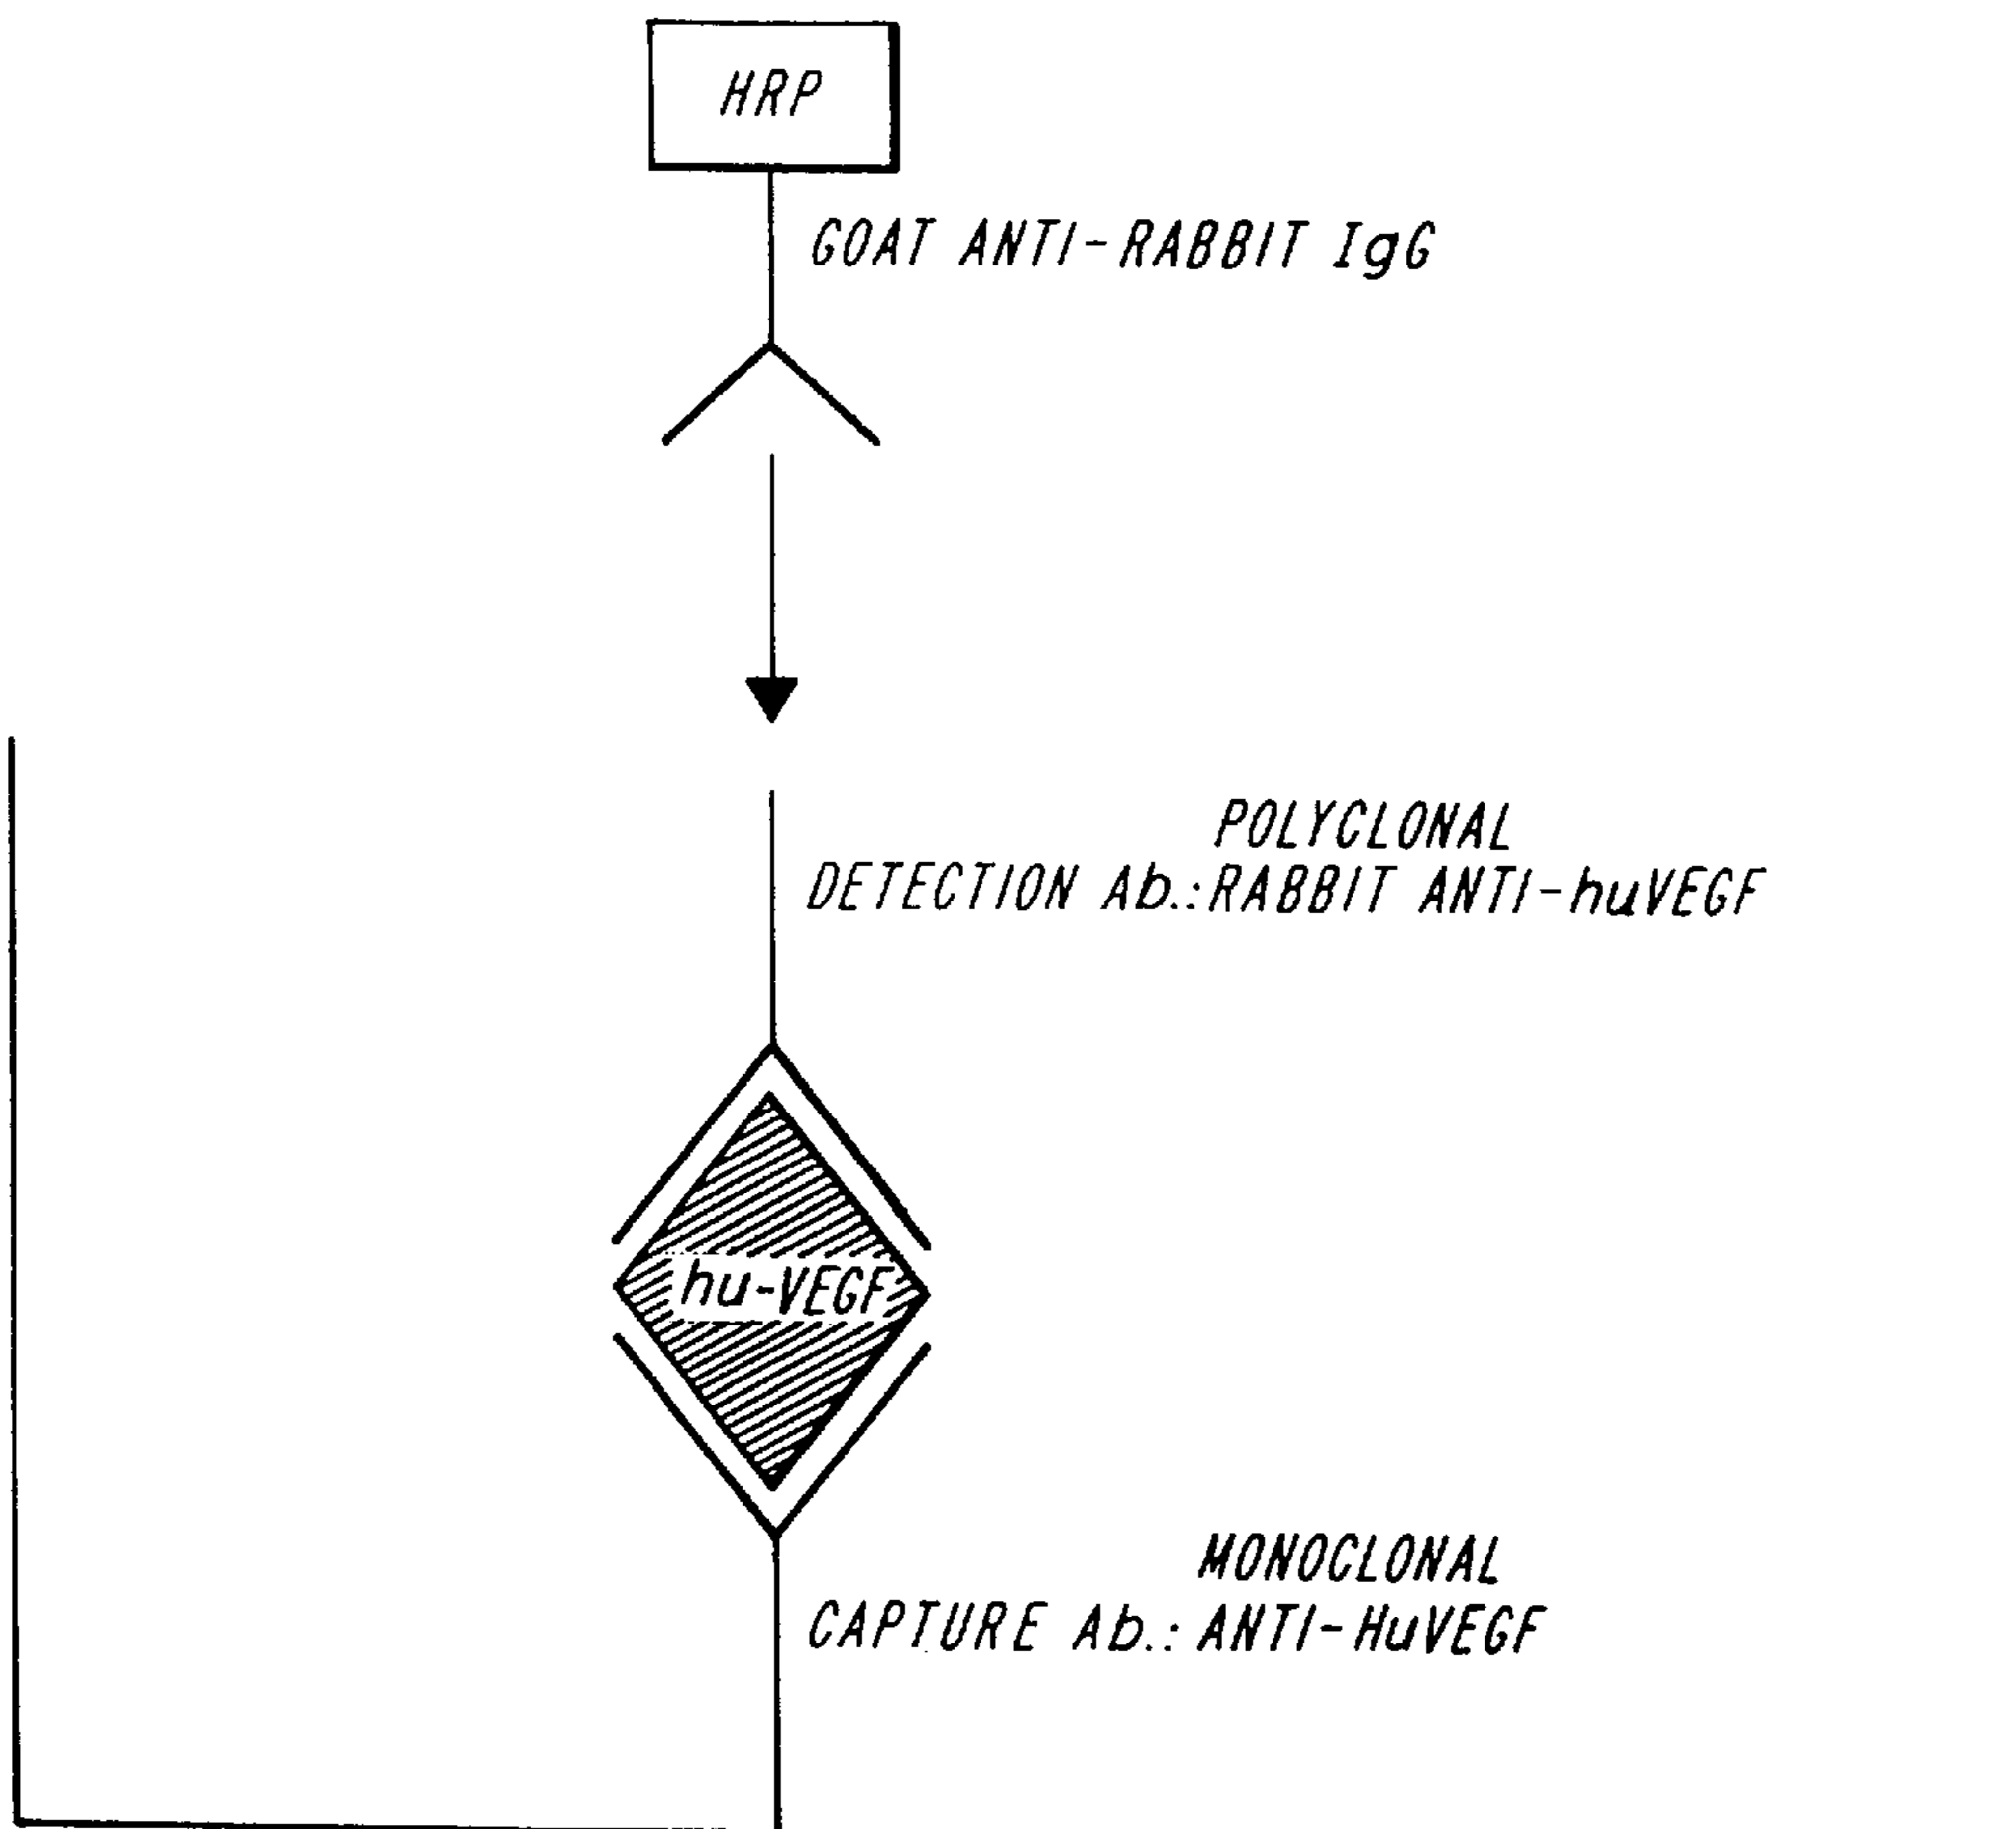 HRP
GOAT ANTI-RABBIT IgG
POLYCLONAL
DETECTION Ab.:RABBIT ANTI-huVEGF
hu-VEGF
MONOCLONAL
CAPTURE Ab.: ANTI-HuVEGF